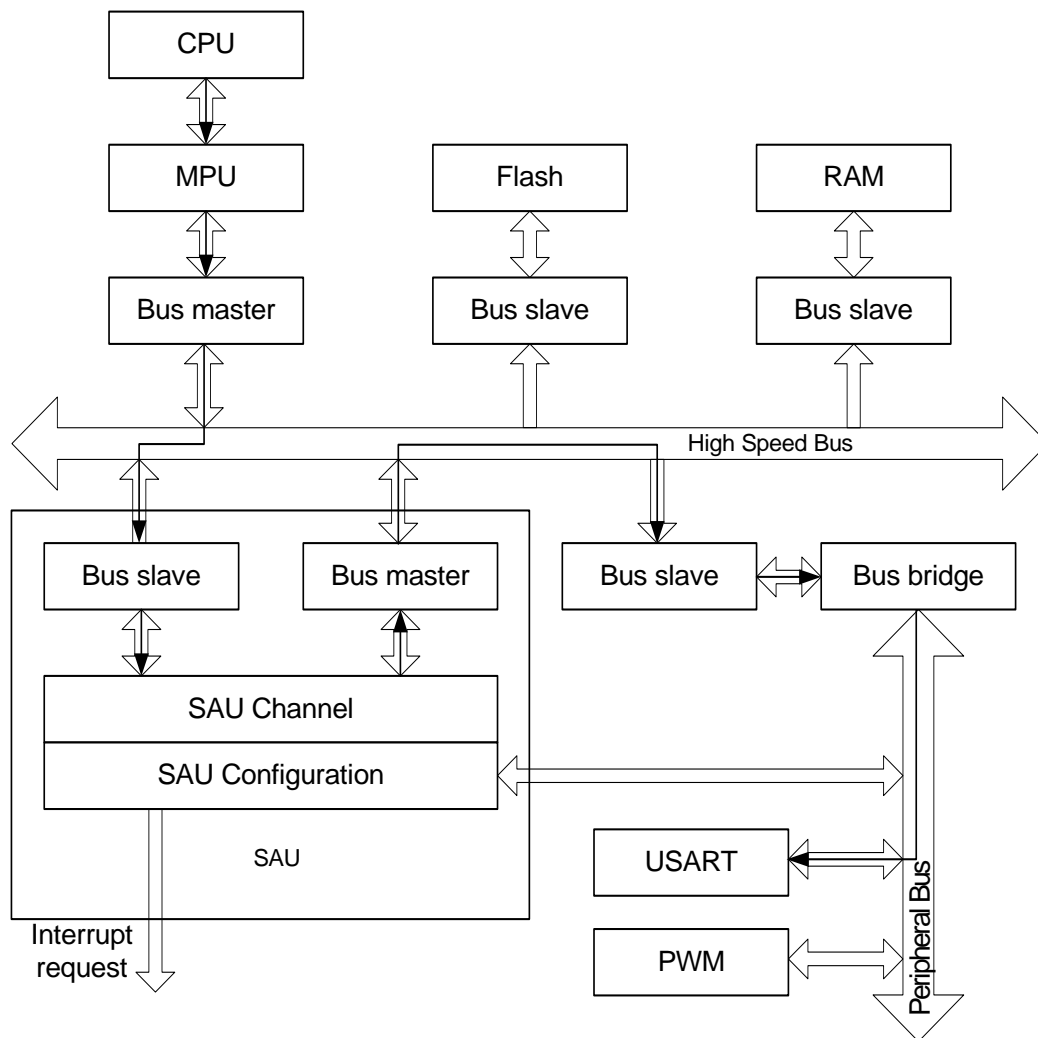 CPU
MPU
Flash
RAM
Bus master
Bus slave
Bus slave
High Speed Bus
Bus slave
Bus master
Bus slave
Bus bridge
SAU Channel
SAU Configuration
SAU
USART
Interrupt
request
PWM
Peripheral Bus